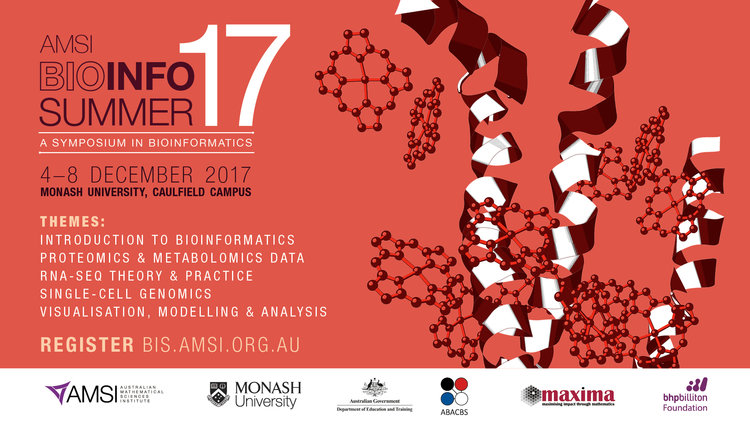 AMSI
BIOINFO
SUMMER 17
A SYMPOSIUM IN BIOINFORMATICS
4–8 DECEMBER 2017
MONASH UNIVERSITY, CAULFIELD CAMPUS
THEMES:
INTRODUCTION TO BIOINFORMATICS
PROTEOMICS & METABOLOMICS DATA
RNA-SEQ THEORY & PRACTICE
SINGLE-CELL GENOMICS
VISUALISATION, MODELLING & ANALYSIS
REGISTER BIS.AMSI.ORG.AU
AMSI
AUSTRALIAN
MATHEMATICAL
SCIENCES
INSTITUTE
MONASH
University
Australian Government
Department of Education and Training
ABACBS
maxima
maximising impact through mathematics
bhpbilliton
Foundation